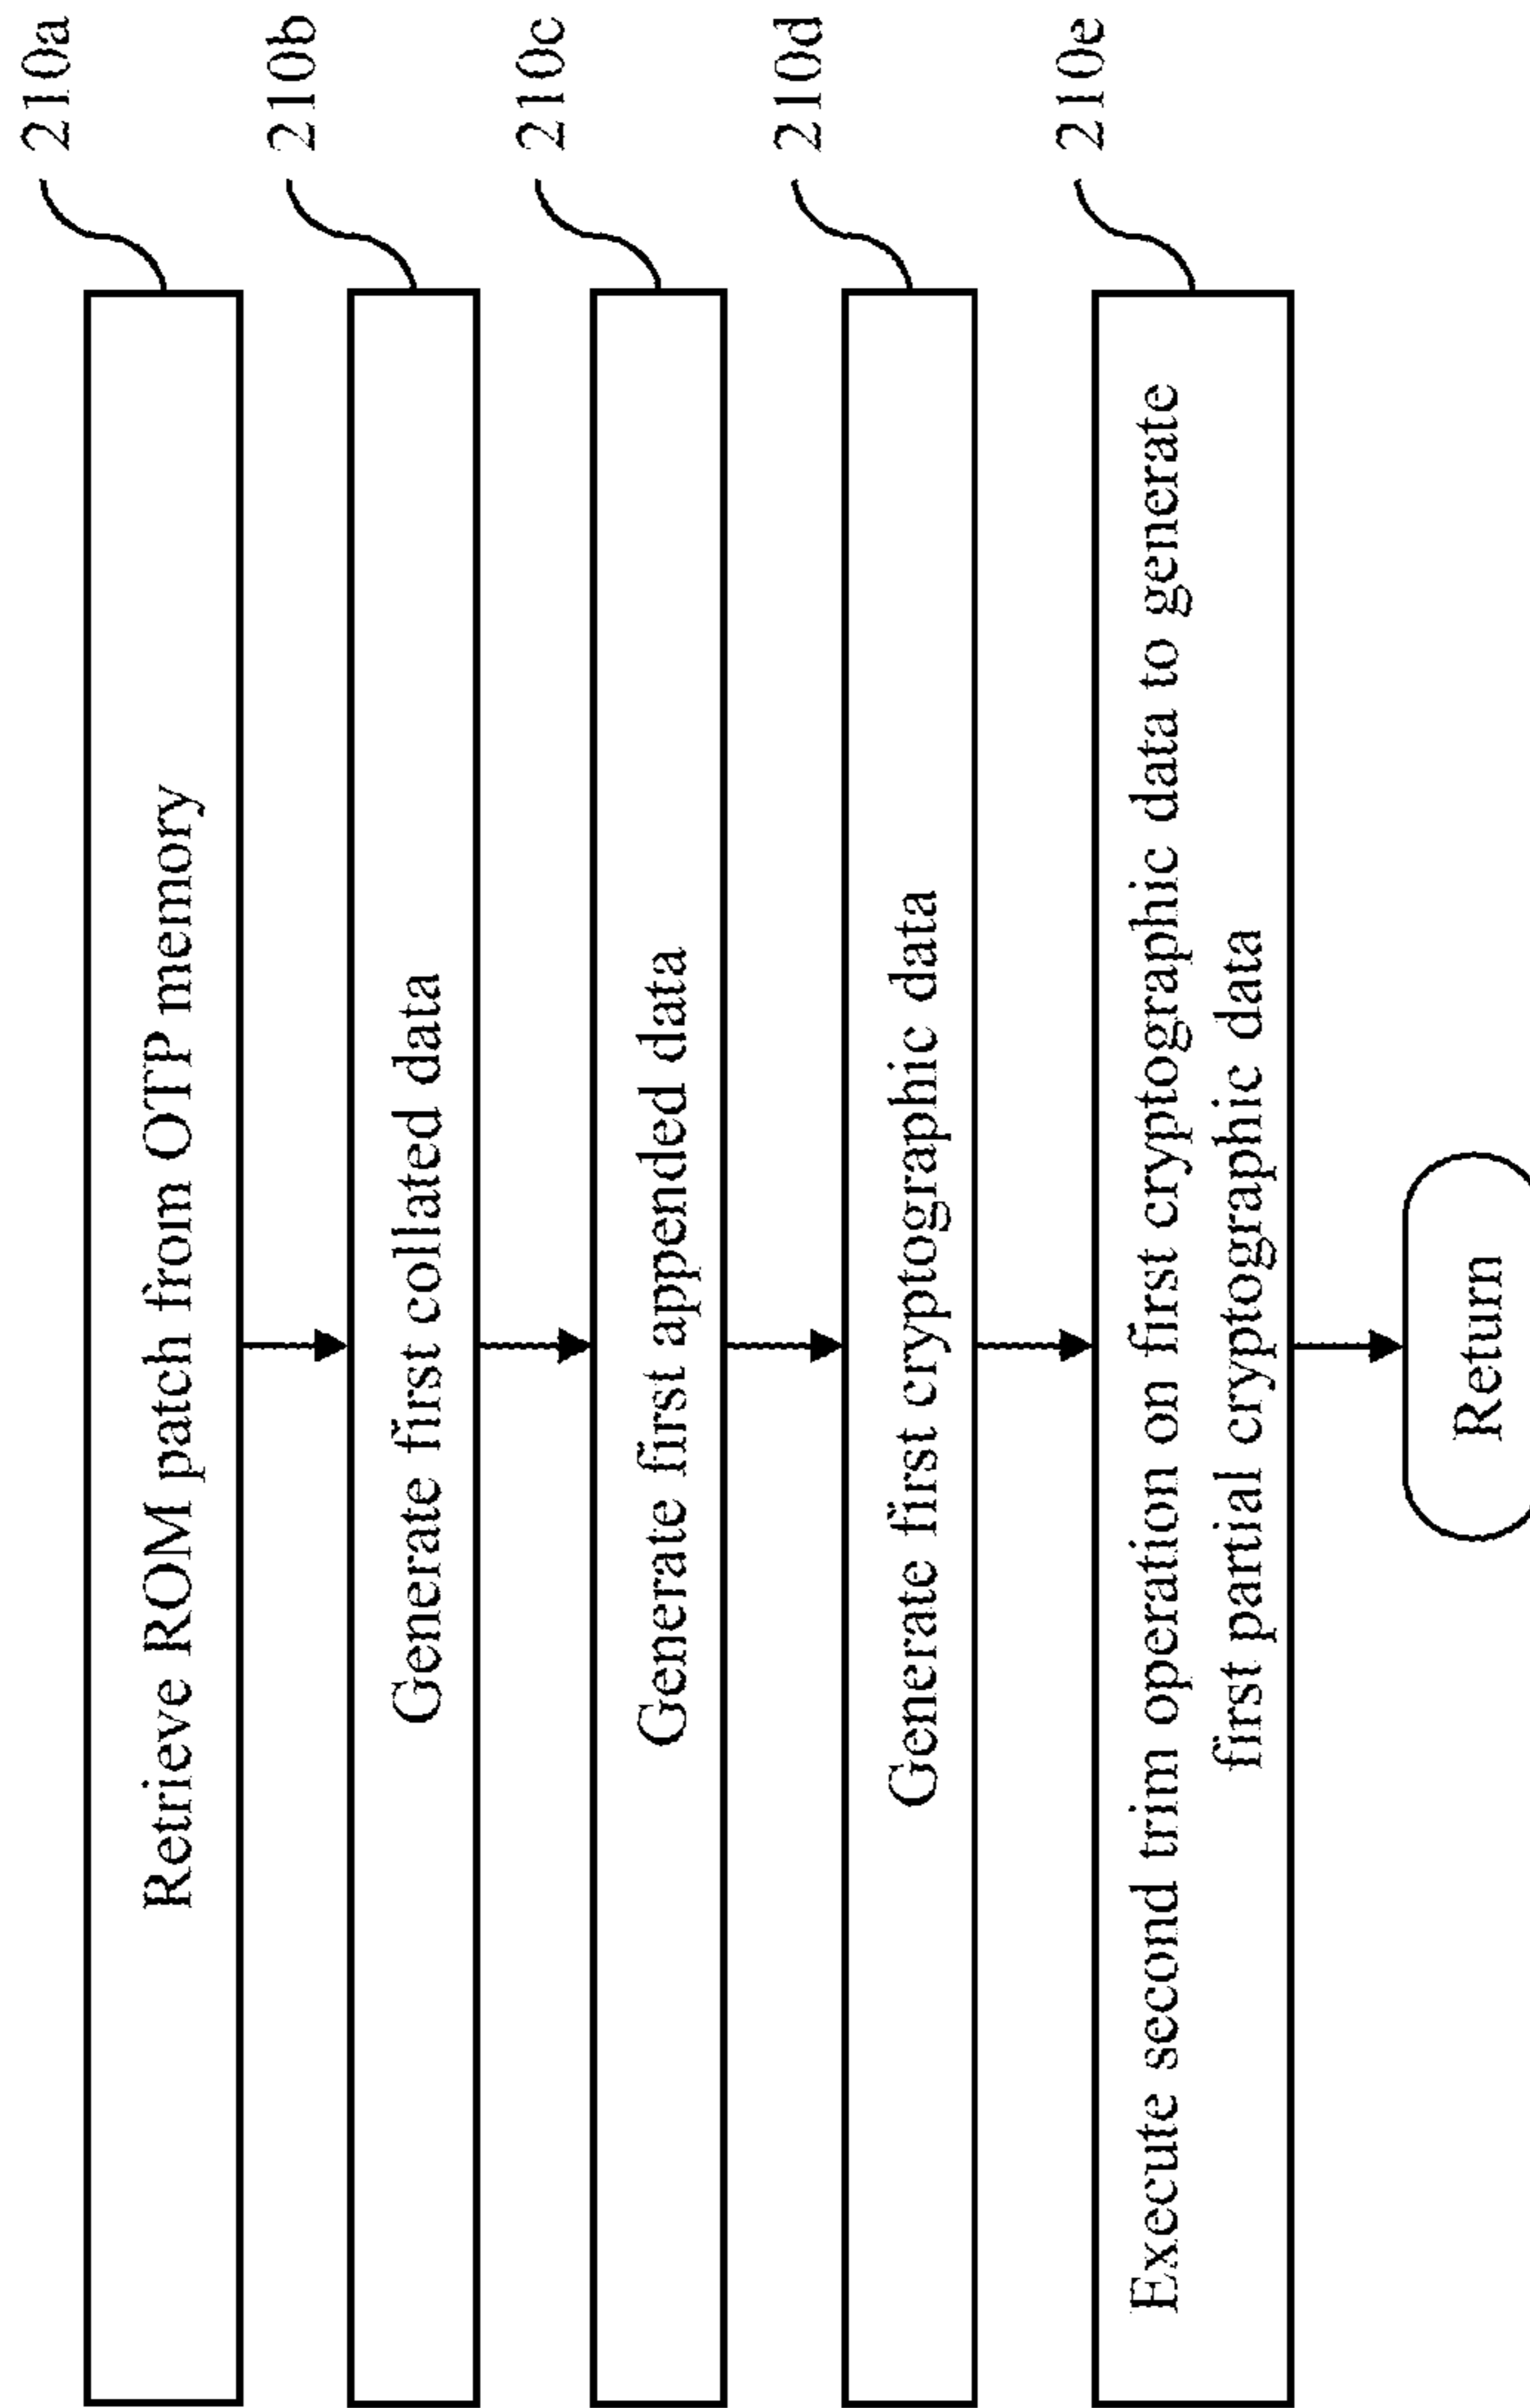 210a
Retrieve ROM patch from OTP memory
210b
Generate first collated data
210c
Generate first appended data
210d
Generate first cryptographic data
210e
Execute second trim operation on first cryptographic data to generate
first partial cryptographic data
Return